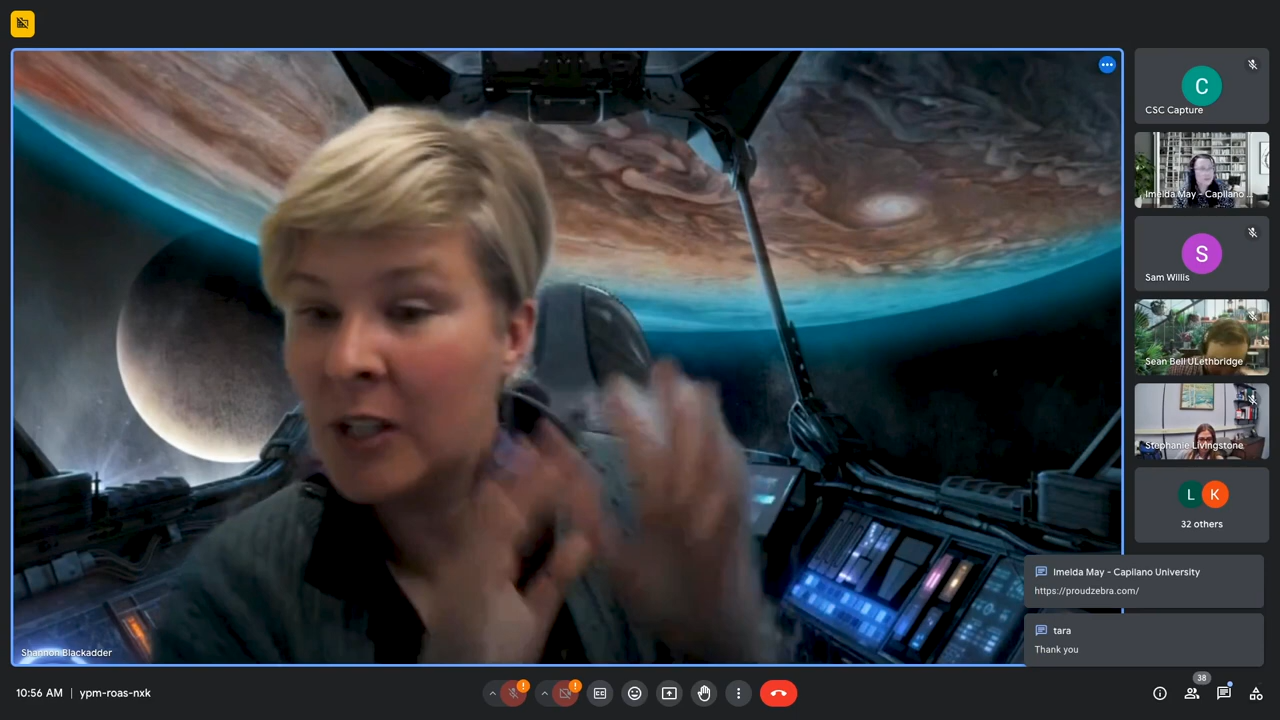 C
CSC Capture
Imelda May - Capilano ...
S
Sam Willis
Sean Bell ULethbridge
Stephanie Livingstone
L K
32 others
Imelda May - Capilano University
https://proudzebra.com/
tara
Thank you
Shannon Blackadder
10:56 AM | ypm-roas-nxk
38